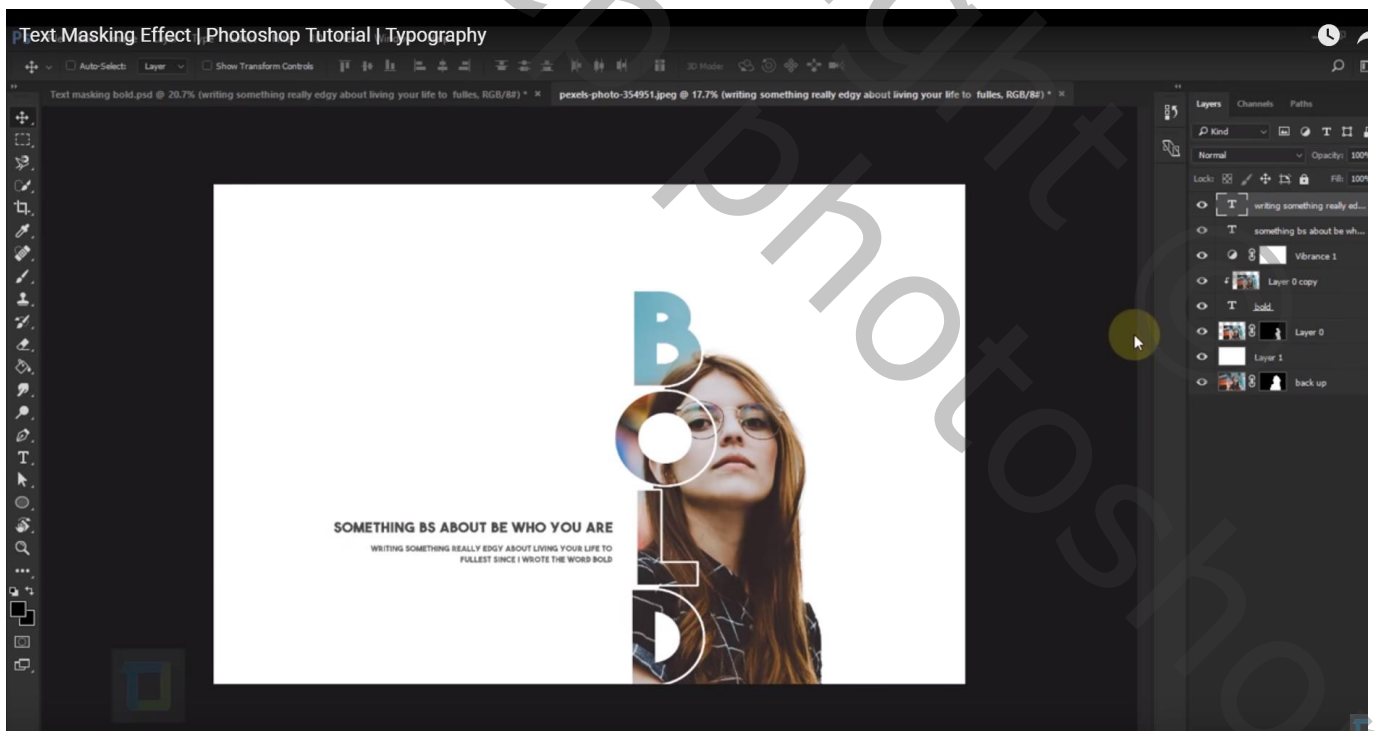 Text Masking Effect | Photoshop Tutorial | Typography
Auto-Select: Layer Show Transform Controls 3D Mode:
Text masking bold.psd @ 20.7% (writing something really edgy about living your life to fulles, RGB/8#) * × pexels-photo-354951.jpeg @ 17.7% (writing something really edgy about living your life to fulles, RGB/8#) * ×
Layers Channels Paths
Kind
Normal Opacity: 100%
Lock: Fill: 100%
T writing something really ed...
T something bs about be wh...
Vibrance 1
Layer 0 copy
T bold
Layer 0
Layer 1
back up
BOLD
SOMETHING BS ABOUT BE WHO YOU ARE
WRITING SOMETHING REALLY EDGY ABOUT LIVING YOUR LIFE TO
FULLEST SINCE I WROTE THE WORD BOLD
photoshop